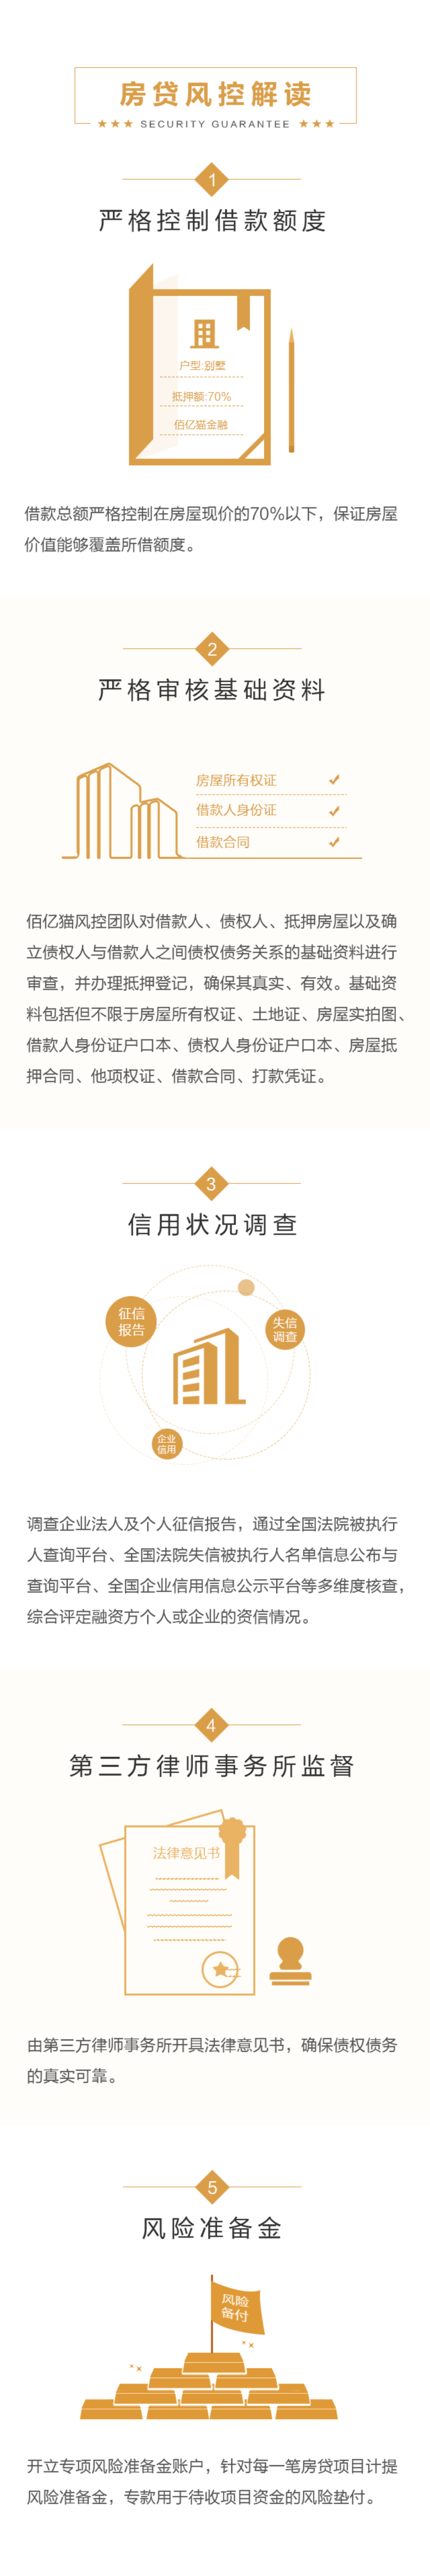 房贷风控解读
★★★ SECURITY GUARANTEE ★★★
1
严格控制借款额度
户型:别墅
抵押额:70%
佰亿猫金融
借款总额严格控制在房屋现价的70%以下，保证房屋
价值能够覆盖所借额度。
2
严格审核基础资料
房屋所有权证
借款人身份证
借款合同
佰亿猫风控团队对借款人、债权人、抵押房屋以及确
立债权人与借款人之间债权债务关系的基础资料进行
审查，并办理抵押登记，确保其真实、有效。基础资
料包括但不限于房屋所有权证、土地证、房屋实拍图、
借款人身份证户口本、债权人身份证户口本、房屋抵
押合同、他项权证、借款合同、打款凭证。
3
信用状况调查
征信
报告
失信
调查
企业
信用
调查企业法人及个人征信报告，通过全国法院被执行
人查询平台、全国法院失信被执行人名单信息公布与
查询平台、全国企业信用信息公示平台等多维度核查，
综合评定融资方个人或企业的资信情况。
4
第三方律师事务所监督
法律意见书
由第三方律师事务所开具法律意见书，确保债权债务
的真实可靠。
5
风险准备金
风险
备付
开立专项风险准备金账户，针对每一笔房贷项目计提
风险准备金，专款用于待收项目资金的风险垫付。